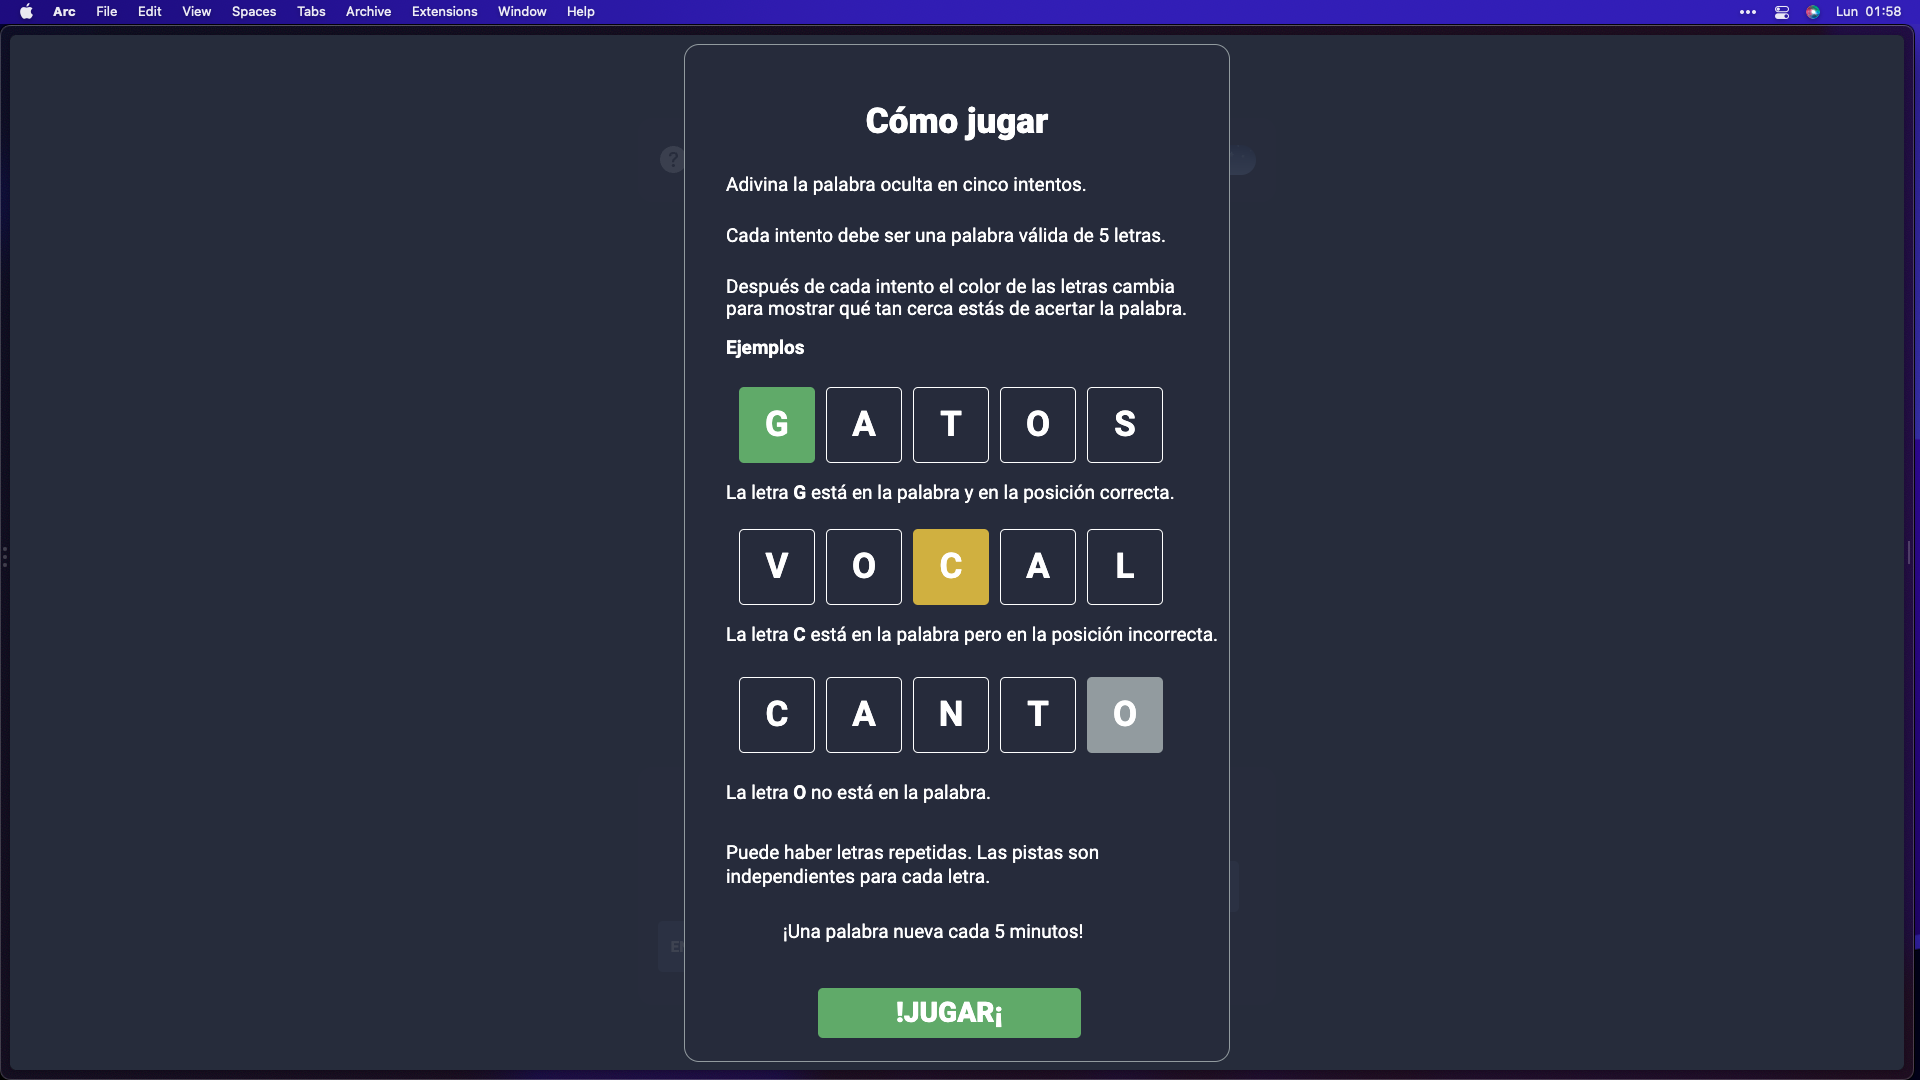 Arc File Edit View Spaces Tabs Archive Extensions Window Help Lun 01:58
Cómo jugar
?
Adivina la palabra oculta en cinco intentos.
Cada intento debe ser una palabra válida de 5 letras.
Después de cada intento el color de las letras cambia
para mostrar qué tan cerca estás de acertar la palabra.
Ejemplos
G A T O S
La letra G está en la palabra y en la posición correcta.
V O C A L
La letra C está en la palabra pero en la posición incorrecta.
C A N T O
La letra O no está en la palabra.
Puede haber letras repetidas. Las pistas son
independientes para cada letra.
¡Una palabra nueva cada 5 minutos!
!JUGAR¡